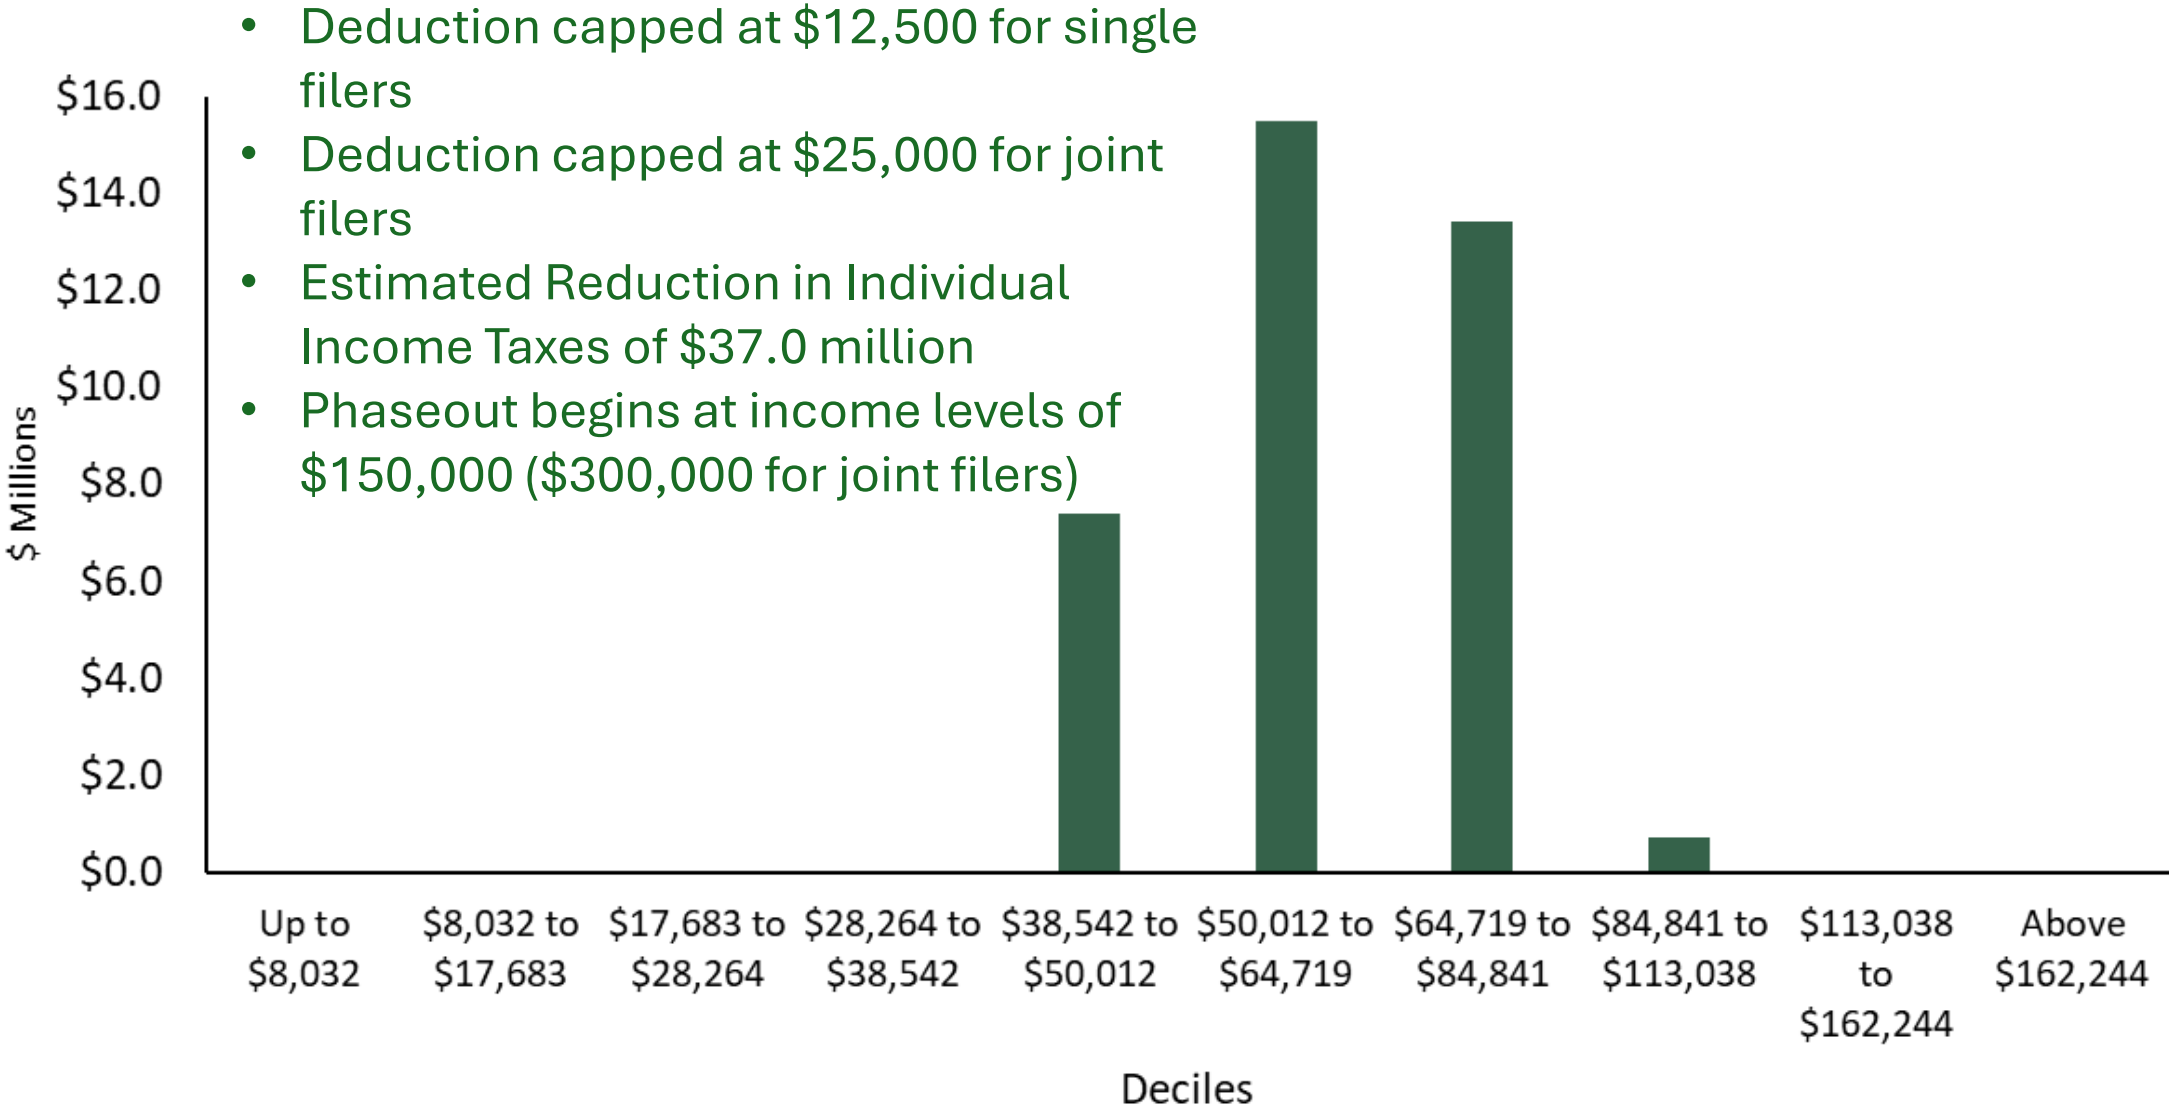 • Deduction capped at $12,500 for single
filers
• Deduction capped at $25,000 for joint
filers
• Estimated Reduction in Individual
Income Taxes of $37.0 million
• Phaseout begins at income levels of
$150,000 ($300,000 for joint filers)
$16.0
$14.0
$12.0
$10.0
$8.0
$6.0
$4.0
$2.0
$0.0
$ Millions
Up to
$8,032
$8,032 to
$17,683
$17,683 to
$28,264
$28,264 to
$38,542
$38,542 to
$50,012
$50,012 to
$64,719
$64,719 to
$84,841
$84,841 to
$113,038
$113,038
to
$162,244
Above
$162,244
Deciles